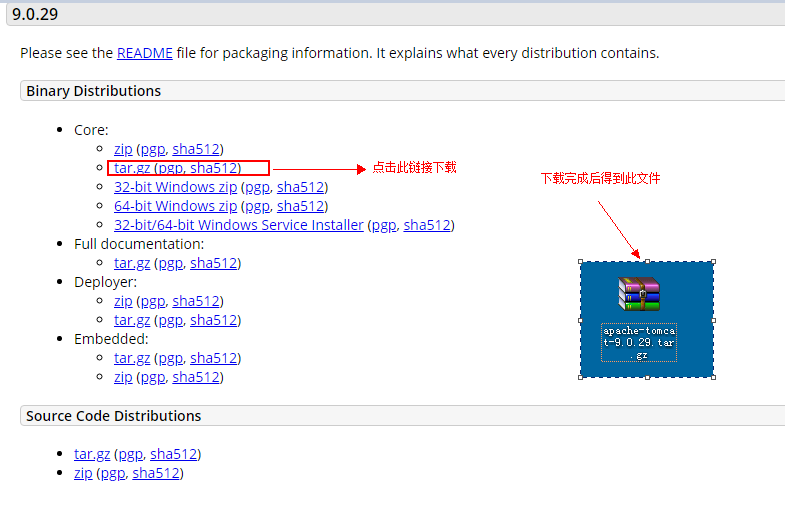 9.0.29
Please see the README file for packaging information. It explains what every distribution contains.
Binary Distributions
Core:
zip (pgp, sha512)
tar.gz (pgp, sha512)
点击此链接下载
32-bit Windows zip (pgp, sha512)
64-bit Windows zip (pgp, sha512)
32-bit/64-bit Windows Service Installer (pgp, sha512)
Full documentation:
tar.gz (pgp, sha512)
Deployer:
zip (pgp, sha512)
tar.gz (pgp, sha512)
Embedded:
tar.gz (pgp, sha512)
zip (pgp, sha512)
下载完成后得到此文件
apache-tomca
t-9.0.29.tar
.gz
Source Code Distributions
tar.gz (pgp, sha512)
zip (pgp, sha512)